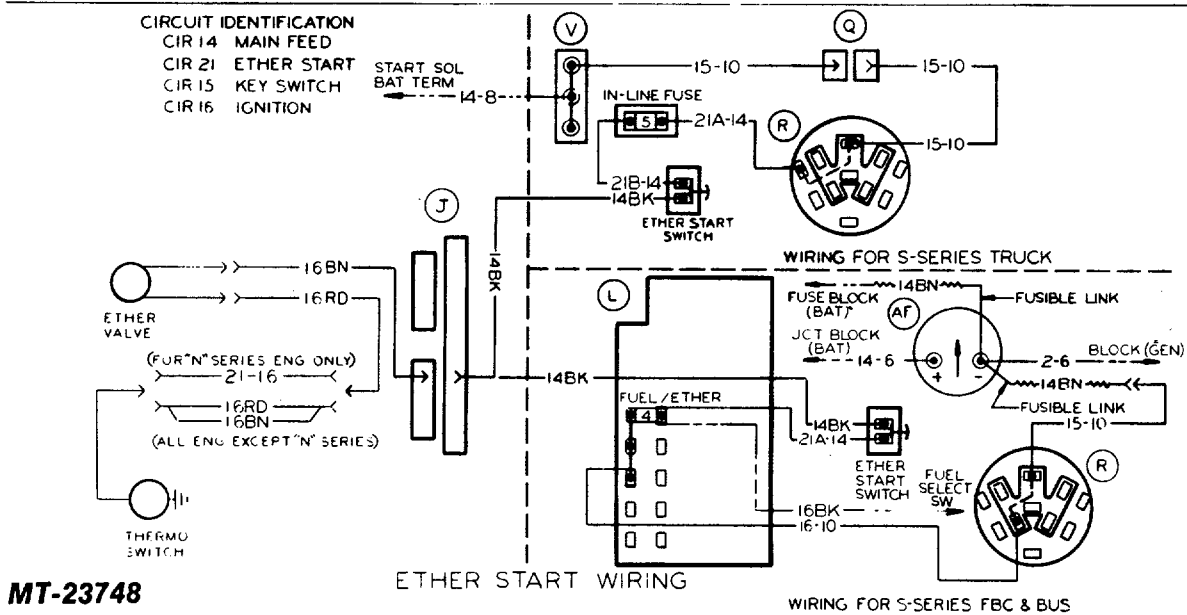 CIRCUIT IDENTIFICATION
CIR 14 MAIN FEED
CIR 21 ETHER START
CIR 15 KEY SWITCH
CIR 16 IGNITION
START SOL
BAT TERM
14-8
V
Q
15-10
15-10
IN-LINE FUSE
5
21A-14
R
15-10
21B-14
14BK
ETHER START
SWITCH
WIRING FOR S-SERIES TRUCK
J
14BK
16BN
16RD
ETHER
VALVE
(FOR "N" SERIES ENG ONLY)
21-16
16RD
16BN
(ALL ENG EXCEPT "N" SERIES)
THERMO
SWITCH
L
14BK
FUEL/ETHER
4
14BN
FUSE BLOCK
(BAT)
FUSIBLE LINK
AF
JCT BLOCK
(BAT)
14-6
+
-
2-6
BLOCK (GEN)
14BN
FUSIBLE LINK
15-10
14BK
21A-14
ETHER
START
SWITCH
FUEL
SELECT
SW
R
16BK
16-10
ETHER START WIRING
MT-23748
WIRING FOR S-SERIES FBC & BUS